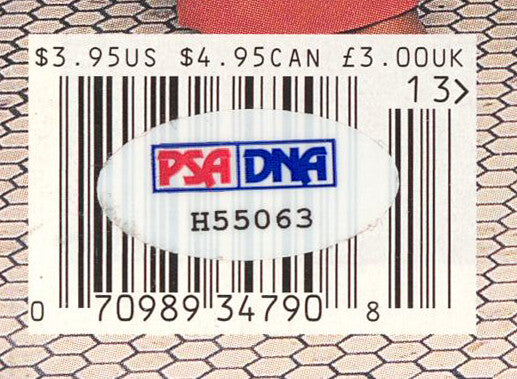 $3.95US $4.95CAN £3.00UK
13>
PSA DNA
H55063
0 70989 34790 8